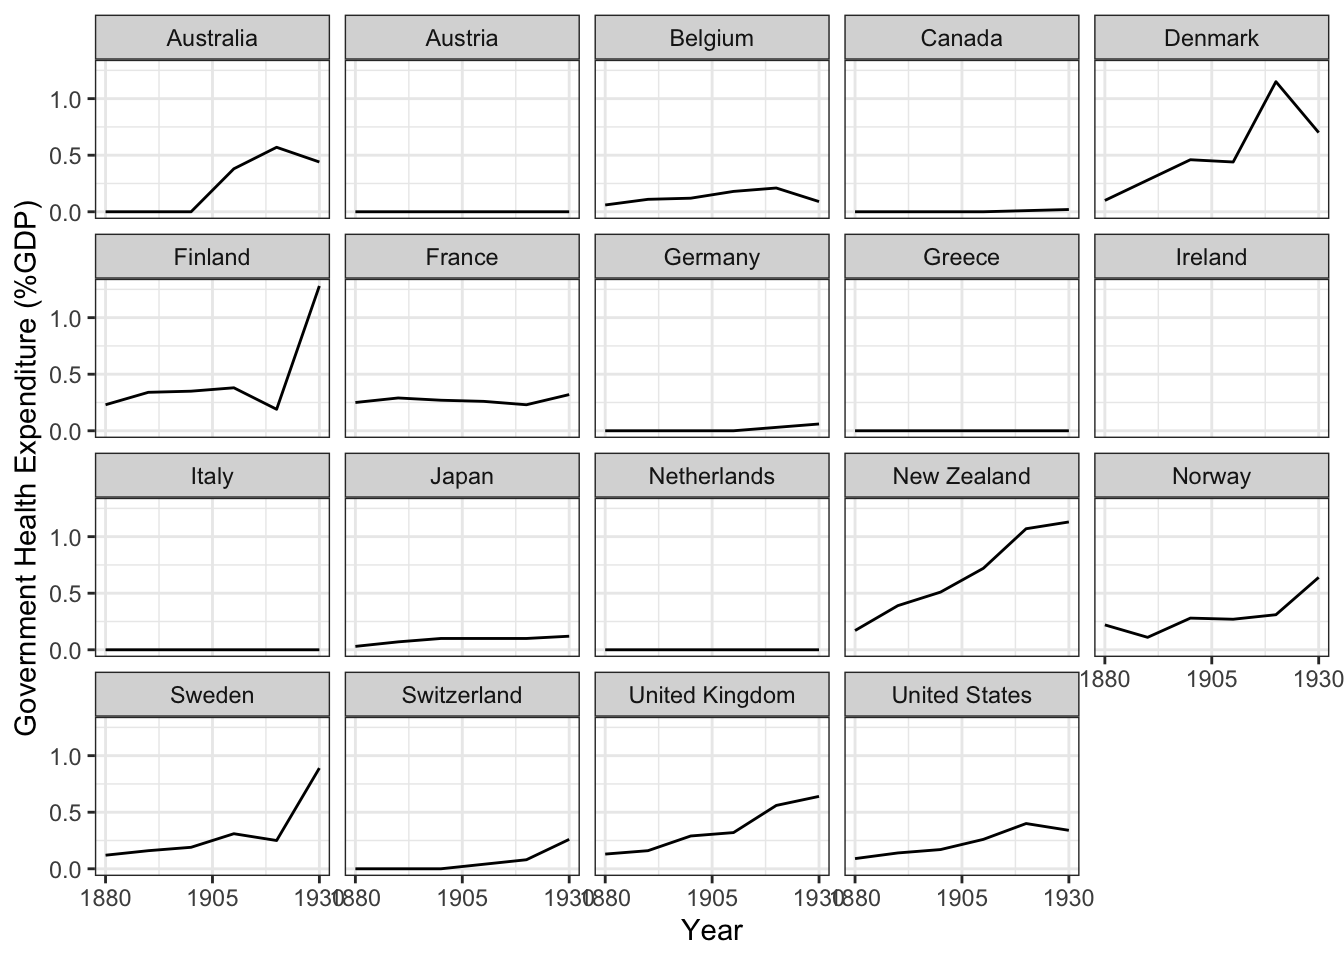 Australia Austria Belgium Canada Denmark
1.0
0.5
0.0
Finland France Germany Greece Ireland
1.0
0.5
0.0
Italy Japan Netherlands New Zealand Norway
1.0
0.5
0.0
1880 1905 1930
Sweden Switzerland United Kingdom United States
1.0
0.5
0.0
1880 1905 1930 1880 1905 1930 1880 1905 1930 1880 1905 1930
Year
Government Health Expenditure (%GDP)